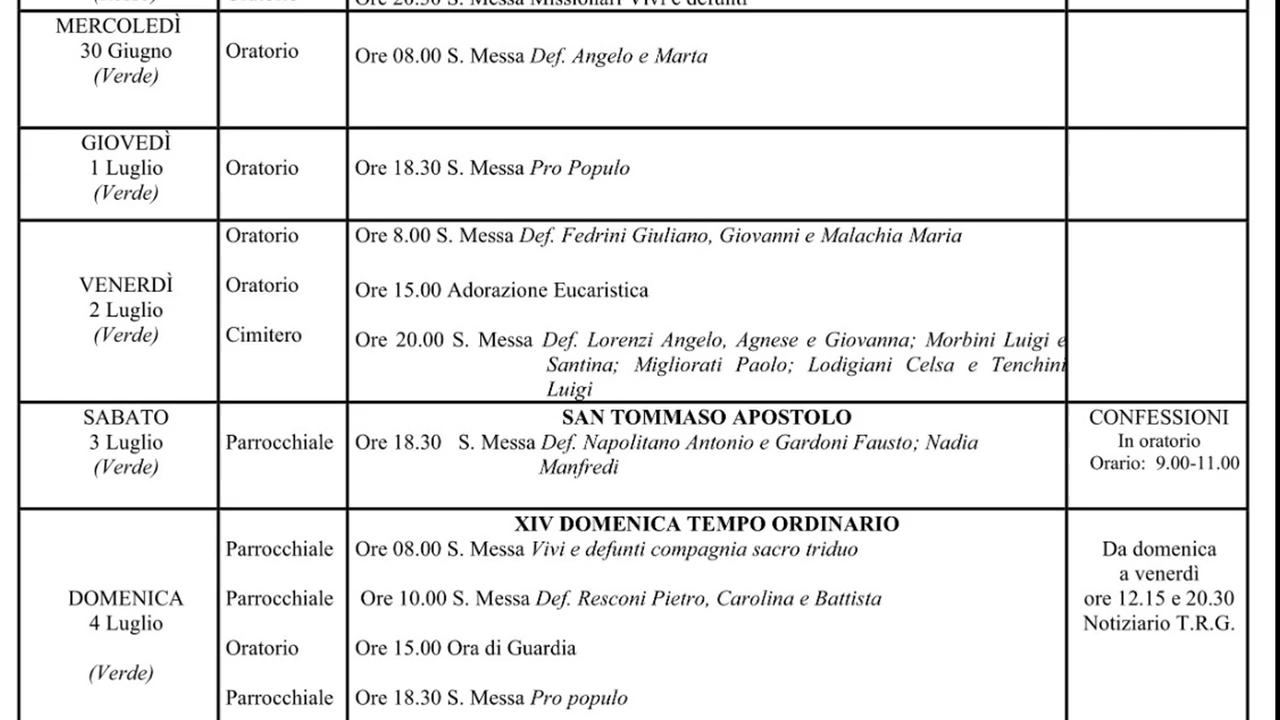 Ore 20.30 S. Messa Missionari Vivi e defunti
MERCOLEDÌ
30 Giugno
(Verde)
Oratorio
Ore 08.00 S. Messa Def. Angelo e Marta
GIOVEDÌ
1 Luglio
(Verde)
Oratorio
Ore 18.30 S. Messa Pro Populo
VENERDÌ
2 Luglio
(Verde)
Oratorio
Ore 8.00 S. Messa Def. Fedrini Giuliano, Giovanni e Malachia Maria
Oratorio
Ore 15.00 Adorazione Eucaristica
Cimitero
Ore 20.00 S. Messa Def. Lorenzi Angelo, Agnese e Giovanna; Morbini Luigi e
Santina; Migliorati Paolo; Lodigiani Celsa e Tenchini
Luigi
SABATO
3 Luglio
(Verde)
Parrocchiale
SAN TOMMASO APOSTOLO
Ore 18.30 S. Messa Def. Napolitano Antonio e Gardoni Fausto; Nadia
Manfredi
CONFESSIONI
In oratorio
Orario: 9.00-11.00
DOMENICA
4 Luglio
(Verde)
XIV DOMENICA TEMPO ORDINARIO
Parrocchiale
Ore 08.00 S. Messa Vivi e defunti compagnia sacro triduo
Parrocchiale
Ore 10.00 S. Messa Def. Resconi Pietro, Carolina e Battista
Oratorio
Ore 15.00 Ora di Guardia
Parrocchiale
Ore 18.30 S. Messa Pro populo
Da domenica
a venerdì
ore 12.15 e 20.30
Notiziario T.R.G.